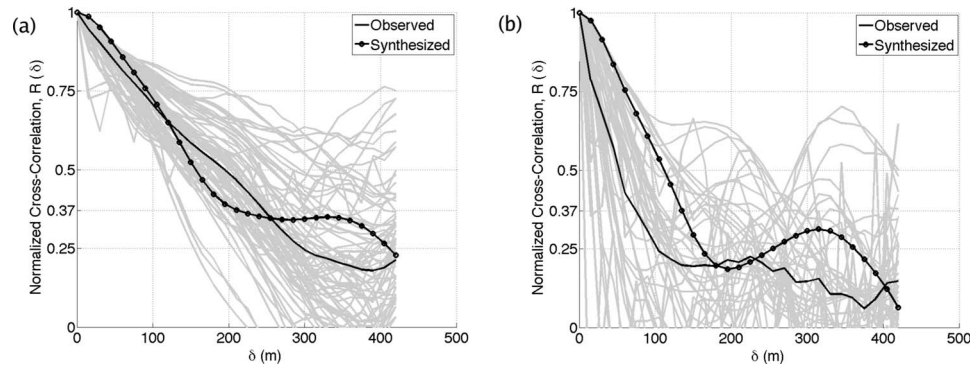 (a)
Normalized Cross-Correlation, R ( δ )
1
0.75
0.5
0.37
0.25
0
0
100
200
300
400
500
δ (m)
Observed
Synthesized
(b)
Normalized Cross-Correlation, R ( δ )
1
0.75
0.5
0.37
0.25
0
0
100
200
300
400
500
δ (m)
Observed
Synthesized